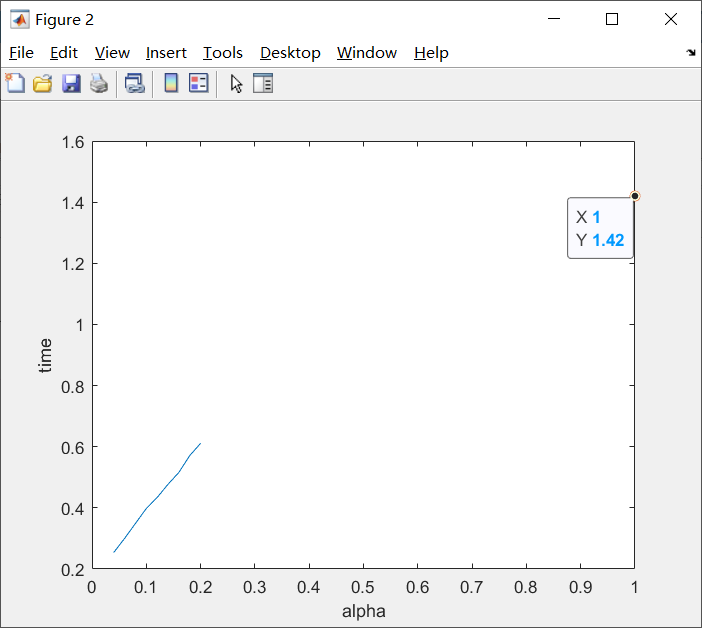 Figure 2
File Edit View Insert Tools Desktop Window Help
1.6
1.4
1.2
1
0.8
0.6
0.4
0.2
time
X 1
Y 1.42
0 0.1 0.2 0.3 0.4 0.5 0.6 0.7 0.8 0.9 1
alpha